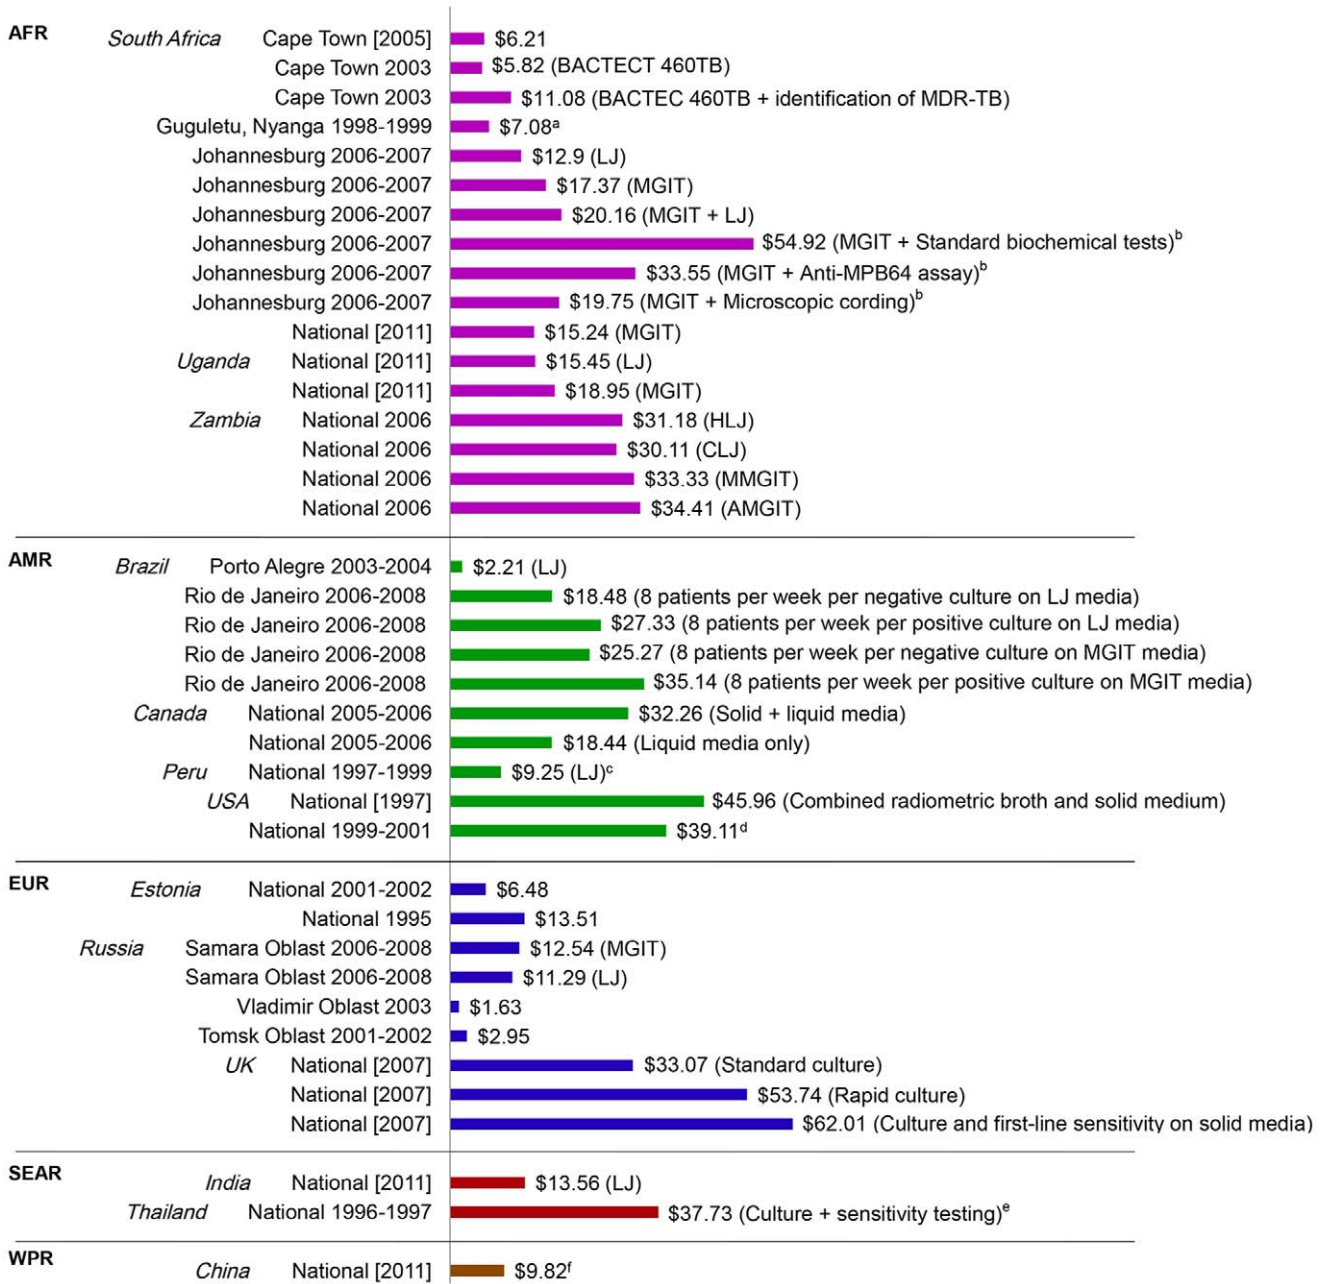 AFR South Africa Cape Town [2005] $6.21
Cape Town 2003 $5.82 (BACTECT 460TB)
Cape Town 2003 $11.08 (BACTEC 460TB + identification of MDR-TB)
Guguletu, Nyanga 1998-1999 $7.08ᵃ
Johannesburg 2006-2007 $12.9 (LJ)
Johannesburg 2006-2007 $17.37 (MGIT)
Johannesburg 2006-2007 $20.16 (MGIT + LJ)
Johannesburg 2006-2007 $54.92 (MGIT + Standard biochemical tests)ᵇ
Johannesburg 2006-2007 $33.55 (MGIT + Anti-MPB64 assay)ᵇ
Johannesburg 2006-2007 $19.75 (MGIT + Microscopic cording)ᵇ
National [2011] $15.24 (MGIT)
Uganda National [2011] $15.45 (LJ)
National [2011] $18.95 (MGIT)
Zambia National 2006 $31.18 (HLJ)
National 2006 $30.11 (CLJ)
National 2006 $33.33 (MMGIT)
National 2006 $34.41 (AMGIT)
AMR Brazil Porto Alegre 2003-2004 $2.21 (LJ)
Rio de Janeiro 2006-2008 $18.48 (8 patients per week per negative culture on LJ media)
Rio de Janeiro 2006-2008 $27.33 (8 patients per week per positive culture on LJ media)
Rio de Janeiro 2006-2008 $25.27 (8 patients per week per negative culture on MGIT media)
Rio de Janeiro 2006-2008 $35.14 (8 patients per week per positive culture on MGIT media)
Canada National 2005-2006 $32.26 (Solid + liquid media)
National 2005-2006 $18.44 (Liquid media only)
Peru National 1997-1999 $9.25 (LJ)ᶜ
USA National [1997] $45.96 (Combined radiometric broth and solid medium)
National 1999-2001 $39.11ᵈ
EUR Estonia National 2001-2002 $6.48
National 1995 $13.51
Russia Samara Oblast 2006-2008 $12.54 (MGIT)
Samara Oblast 2006-2008 $11.29 (LJ)
Vladimir Oblast 2003 $1.63
Tomsk Oblast 2001-2002 $2.95
UK National [2007] $33.07 (Standard culture)
National [2007] $53.74 (Rapid culture)
National [2007] $62.01 (Culture and first-line sensitivity on solid media)
SEAR India National [2011] $13.56 (LJ)
Thailand National 1996-1997 $37.73 (Culture + sensitivity testing)ᵉ
WPR China National [2011] $9.82ᶠ